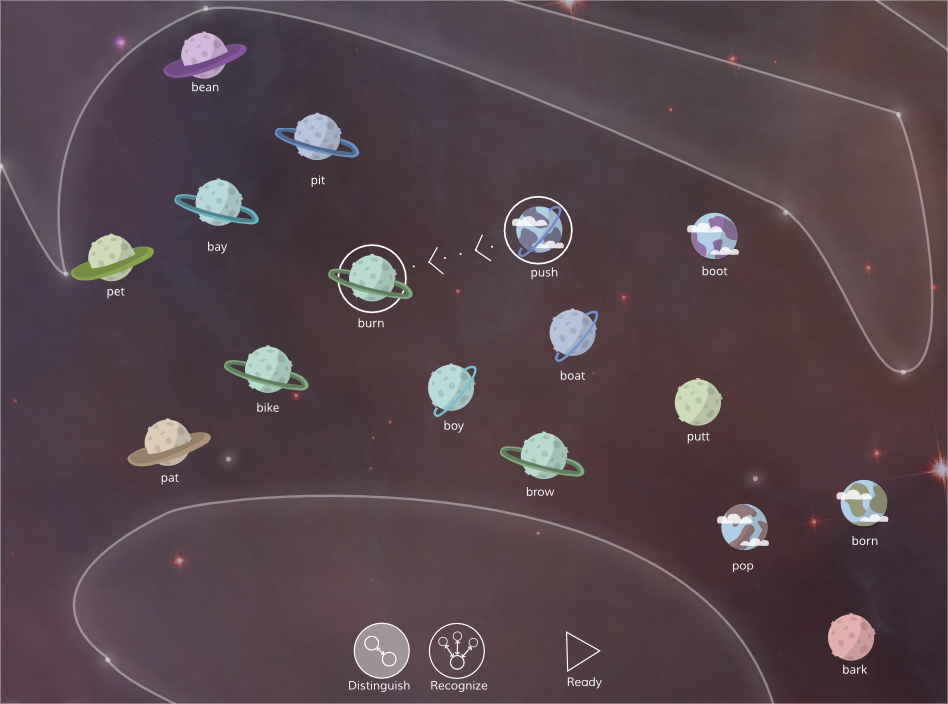 bean
pit
bay
pet
burn
push
boot
boat
bike
boy
putt
pat
brow
born
pop
bark
Distinguish
Recognize
Ready